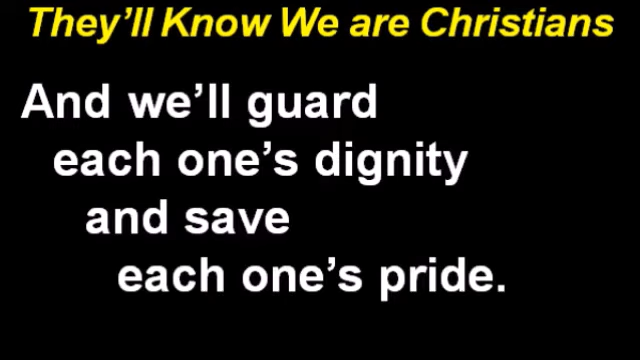 They’ll Know We are Christians
And we’ll guard
each one’s dignity
and save
each one’s pride.